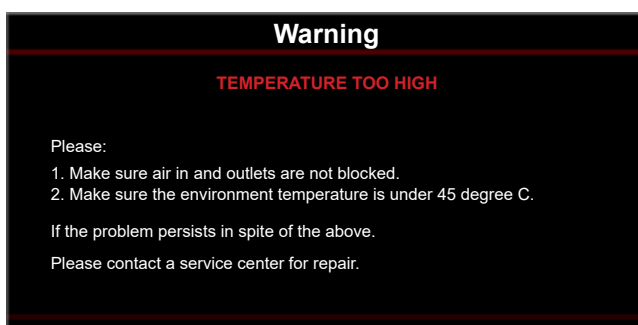 Warning
TEMPERATURE TOO HIGH
Please:
1. Make sure air in and outlets are not blocked.
2. Make sure the environment temperature is under 45 degree C.
If the problem persists in spite of the above.
Please contact a service center for repair.